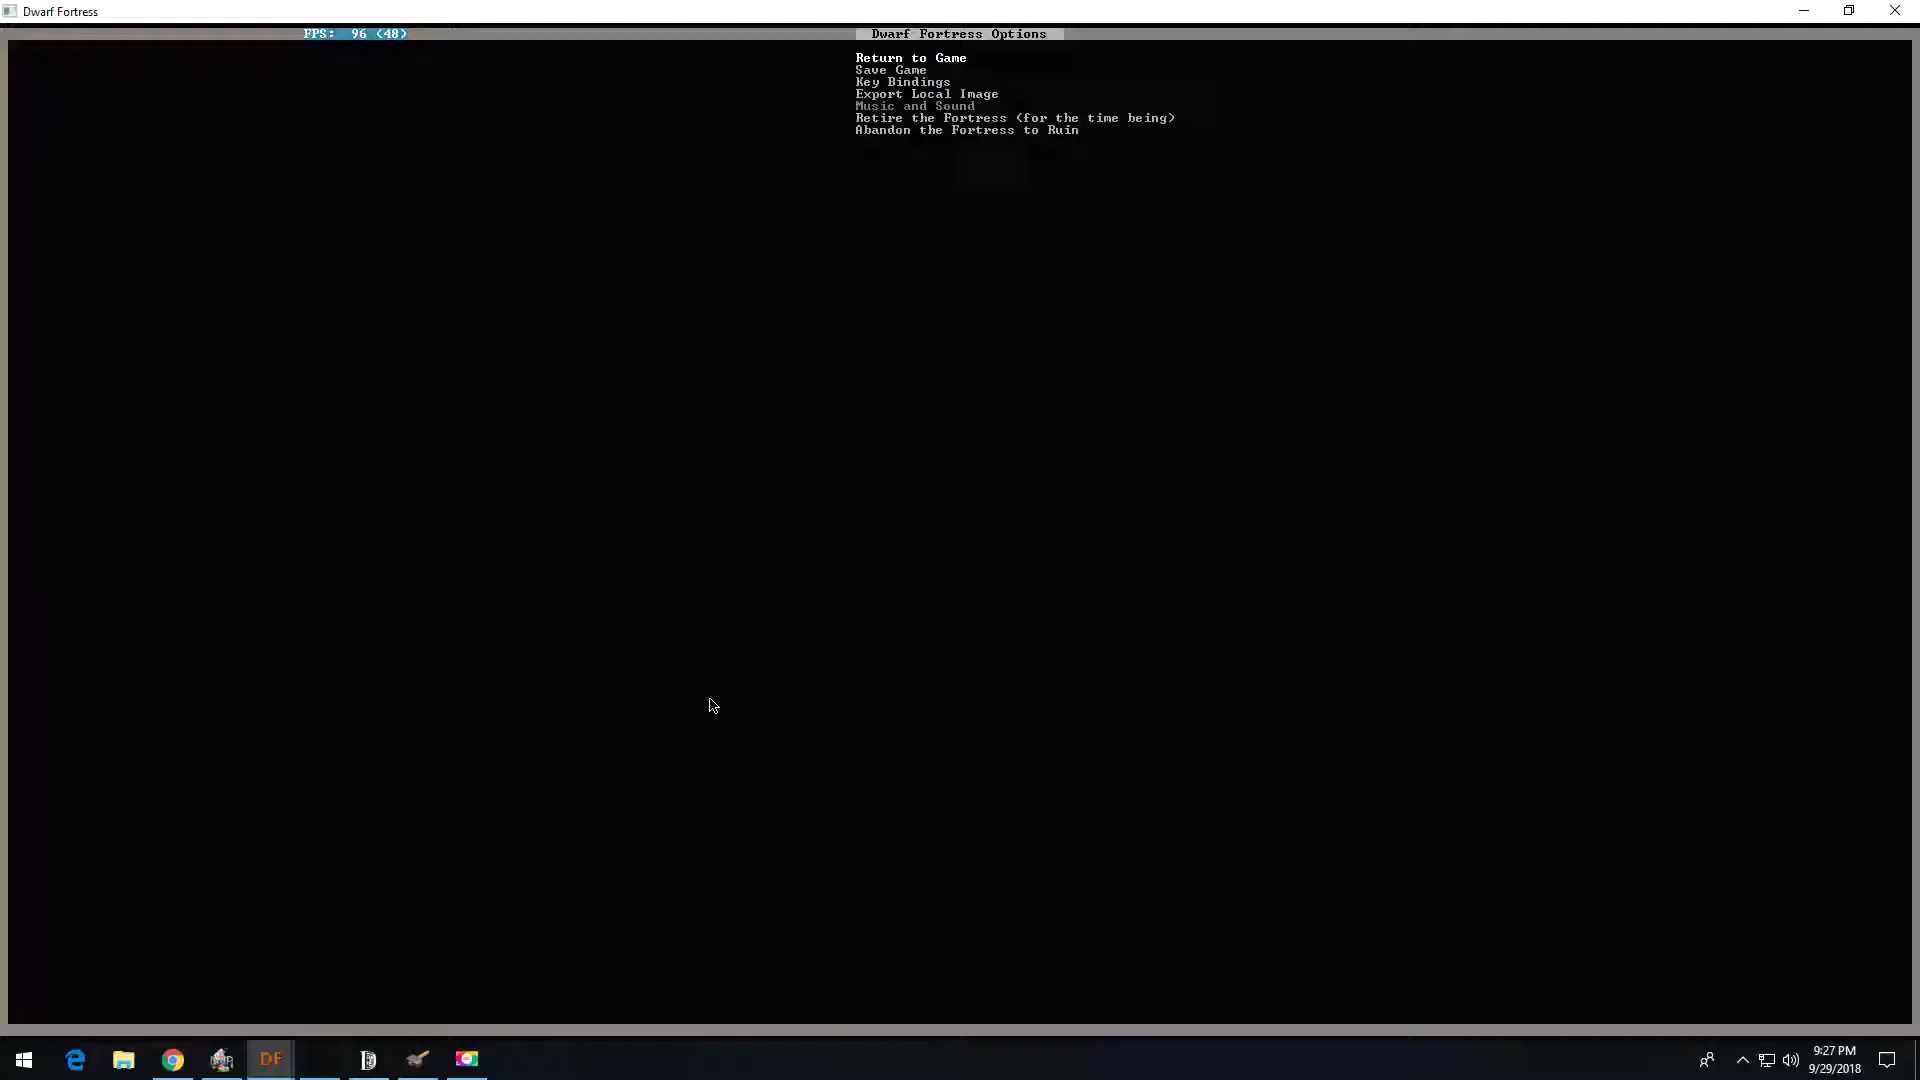 Dwarf Fortress
FPS: 96 (48)
Dwarf Fortress Options
Return to Game
Save Game
Key Bindings
Export Local Image
Music and Sound
Retire the Fortress (for the time being)
Abandon the Fortress to Ruin
DF
9:27 PM
9/29/2018